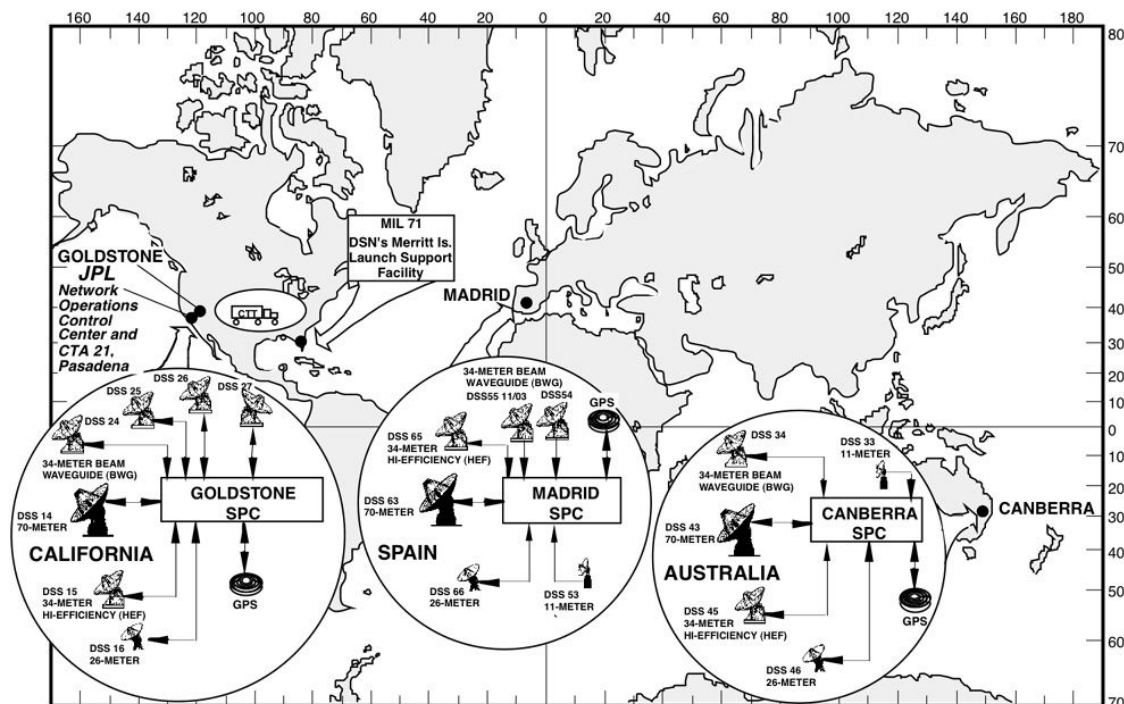 160 140 120 100 80 60 40 20 0 20 40 60 80 100 120 140 160 180
80
70
60
50
40
30
20
10
0
10
20
30
40
50
60
70
MIL 71
DSN's Merritt Is.
Launch Support
Facility
GOLDSTONE
JPL
Network
Operations
Control
Center and
CTA 21,
Pasadena
CTT
MADRID
CANBERRA
DSS 24
DSS 25
DSS 26
DSS 27
34-METER BEAM
WAVEGUIDE (BWG)
GOLDSTONE
SPC
DSS 14
70-METER
CALIFORNIA
DSS 15
34-METER
HI-EFFICIENCY (HEF)
GPS
DSS 16
26-METER
34-METER BEAM
WAVEGUIDE (BWG)
DSS55 11/03 DSS54
GPS
DSS 65
34-METER
HI-EFFICIENCY (HEF)
MADRID
SPC
DSS 63
70-METER
SPAIN
DSS 66
26-METER
DSS 53
11-METER
DSS 34
DSS 33
11-METER
34-METER BEAM
WAVEGUIDE (BWG)
CANBERRA
SPC
DSS 43
70-METER
AUSTRALIA
DSS 45
34-METER
HI-EFFICIENCY (HEF)
GPS
DSS 46
26-METER